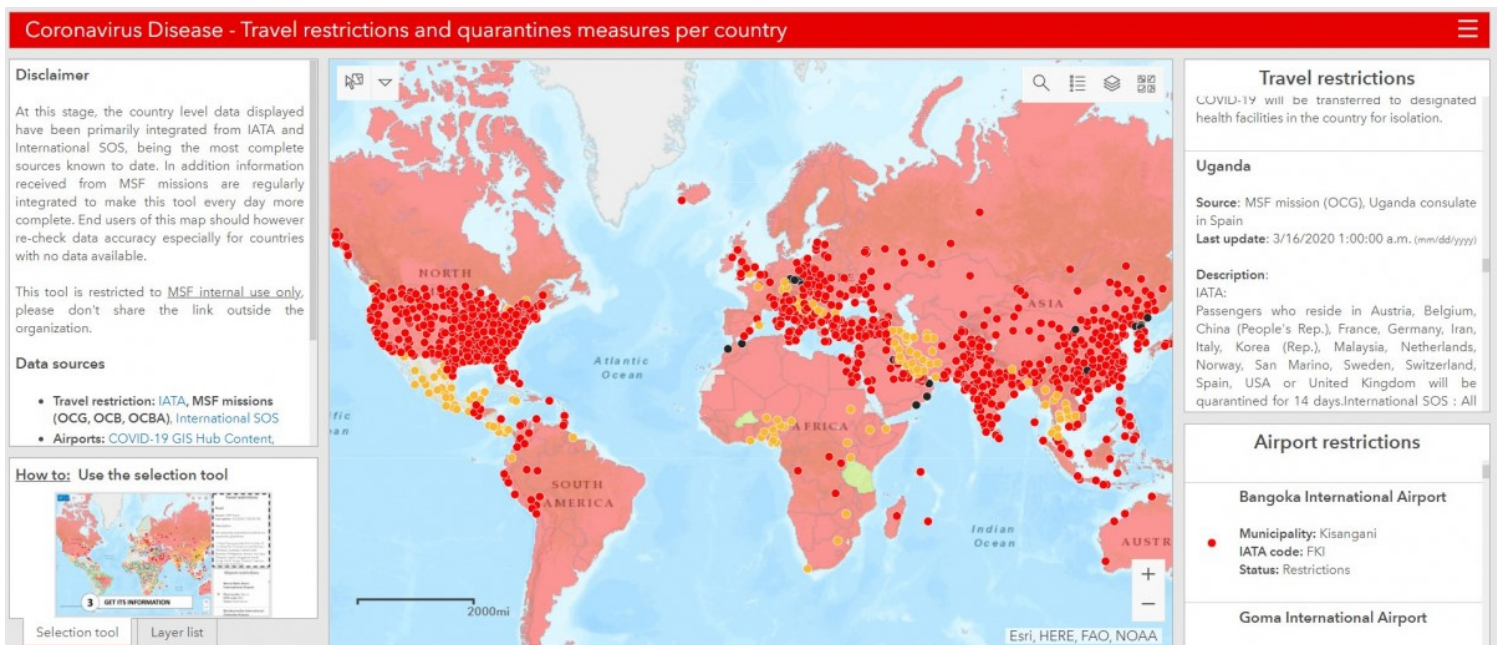 Coronavirus Disease - Travel restrictions and quarantines measures per country
Disclaimer
At this stage, the country level data displayed
have been primarily integrated from IATA and
International SOS, being the most complete
sources known to date. In addition information
received from MSF missions are regularly
integrated to make this tool every day more
complete. End users of this map should however
re-check data accuracy especially for countries
with no data available.
This tool is restricted to MSF internal use only,
please don't share the link outside the
organization.
Data sources
• Travel restriction: IATA, MSF missions
(OCG, OCB, OCBA), International SOS
• Airports: COVID-19 GIS Hub Content,
How to: Use the selection tool
3 GET ITS INFORMATION
Selection tool
Layer list
NORTH
Atlantic
Ocean
ASIA
AFRICA
SOUTH
AMERICA
Indian
Ocean
AUSTR
2000mi
+
−
Esri, HERE, FAO, NOAA
Travel restrictions
COVID-19 will be transferred to designated
health facilities in the country for isolation.
Uganda
Source: MSF mission (OCG), Uganda consulate
in Spain
Last update: 3/16/2020 1:00:00 a.m. (mm/dd/yyyy)
Description:
IATA:
Passengers who reside in Austria, Belgium,
China (People's Rep.), France, Germany, Iran,
Italy, Korea (Rep.), Malaysia, Netherlands,
Norway, San Marino, Sweden, Switzerland,
Spain, USA or United Kingdom will be
quarantined for 14 days.International SOS : All
Airport restrictions
Bangoka International Airport
Municipality: Kisangani
IATA code: FKI
Status: Restrictions
Goma International Airport